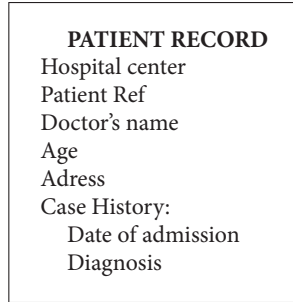 PATIENT RECORD
Hospital center
Patient Ref
Doctor’s name
Age
Adress
Case History:
Date of admission
Diagnosis